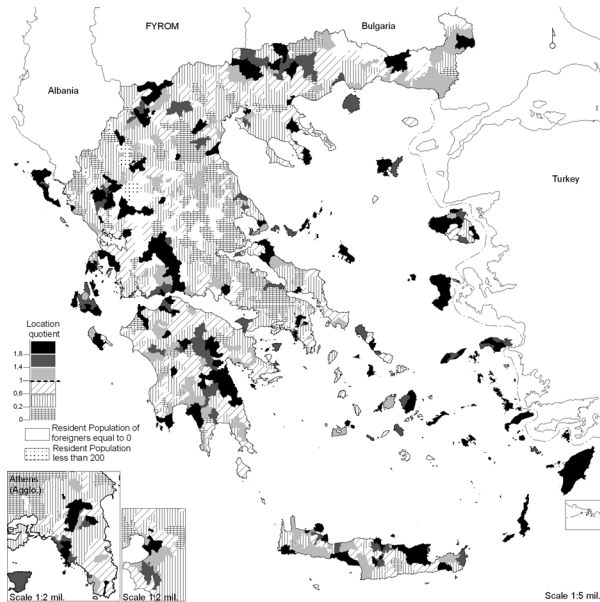 FYROM
Bulgaria
Albania
Turkey
Location
quotient
1,8
1,4
1
0,6
0,2
0
Resident Population of
foreigners equal to 0
Resident Population
less than 200
Athens
(Agglo.)
Scale 1:2 mil.
Scale 1:2 mil.
Scale 1:5 mil.